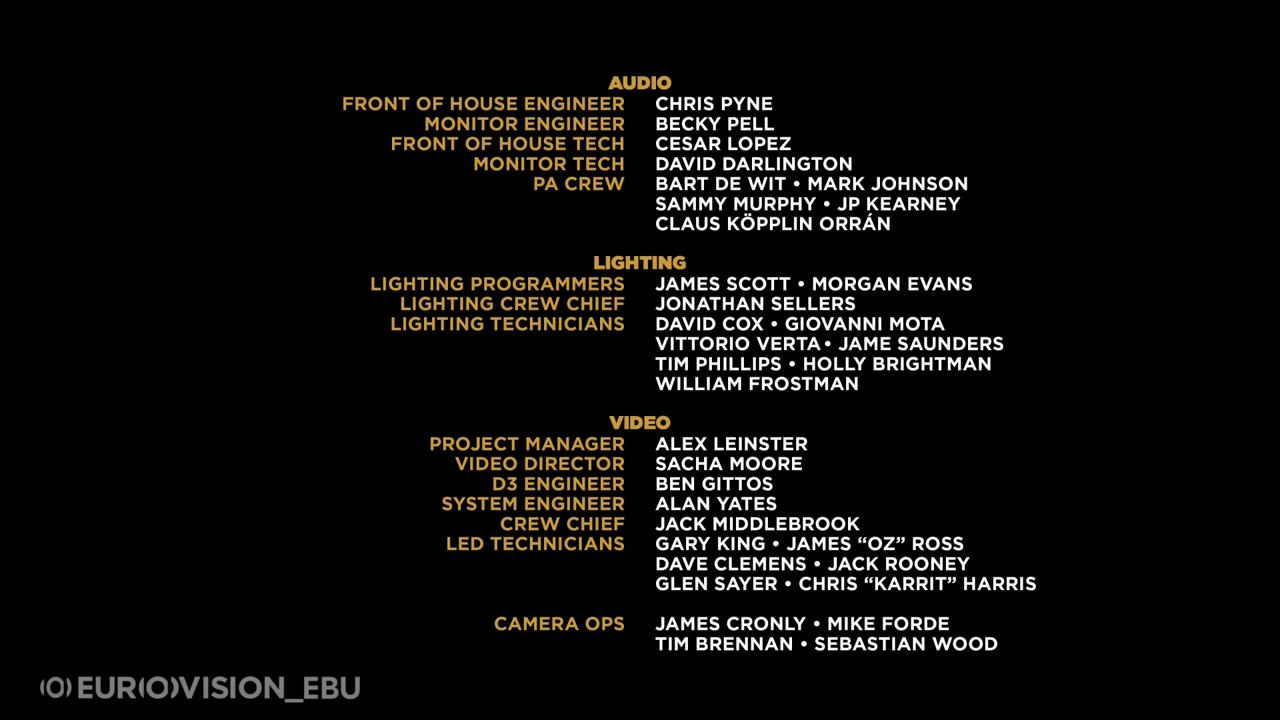 AUDIO
FRONT OF HOUSE ENGINEER CHRIS PYNE
MONITOR ENGINEER BECKY PELL
FRONT OF HOUSE TECH CESAR LOPEZ
MONITOR TECH DAVID DARLINGTON
PA CREW BART DE WIT • MARK JOHNSON
SAMMY MURPHY • JP KEARNEY
CLAUS KÖPPLIN ORRÁN
LIGHTING
LIGHTING PROGRAMMERS JAMES SCOTT • MORGAN EVANS
LIGHTING CREW CHIEF JONATHAN SELLERS
LIGHTING TECHNICIANS DAVID COX • GIOVANNI MOTA
VITTORIO VERTA • JAME SAUNDERS
TIM PHILLIPS • HOLLY BRIGHTMAN
WILLIAM FROSTMAN
VIDEO
PROJECT MANAGER ALEX LEINSTER
VIDEO DIRECTOR SACHA MOORE
D3 ENGINEER BEN GITTOS
SYSTEM ENGINEER ALAN YATES
CREW CHIEF JACK MIDDLEBROOK
LED TECHNICIANS GARY KING • JAMES “OZ” ROSS
DAVE CLEMENS • JACK ROONEY
GLEN SAYER • CHRIS “KARRIT” HARRIS
CAMERA OPS JAMES CRONLY • MIKE FORDE
TIM BRENNAN • SEBASTIAN WOOD
(O) EUR(O)VISION_EBU